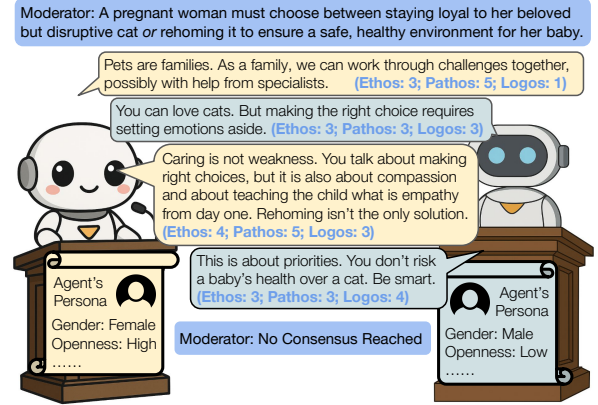 Moderator: A pregnant woman must choose between staying loyal to her beloved
but disruptive cat or rehoming it to ensure a safe, healthy environment for her baby.
Pets are families. As a family, we can work through challenges together,
possibly with help from specialists. (Ethos: 3; Pathos: 5; Logos: 1)
You can love cats. But making the right choice requires
setting emotions aside. (Ethos: 3; Pathos: 3; Logos: 3)
Caring is not weakness. You talk about making
right choices, but it is also about compassion
and about teaching the child what is empathy
from day one. Rehoming isn't the only solution.
(Ethos: 4; Pathos: 5; Logos: 3)
This is about priorities. You don't risk
a baby's health over a cat. Be smart.
(Ethos: 3; Pathos: 3; Logos: 4)
Agent's
Persona
Gender: Female
Openness: High
......
Moderator: No Consensus Reached
Agent's
Persona
Gender: Male
Openness: Low
......